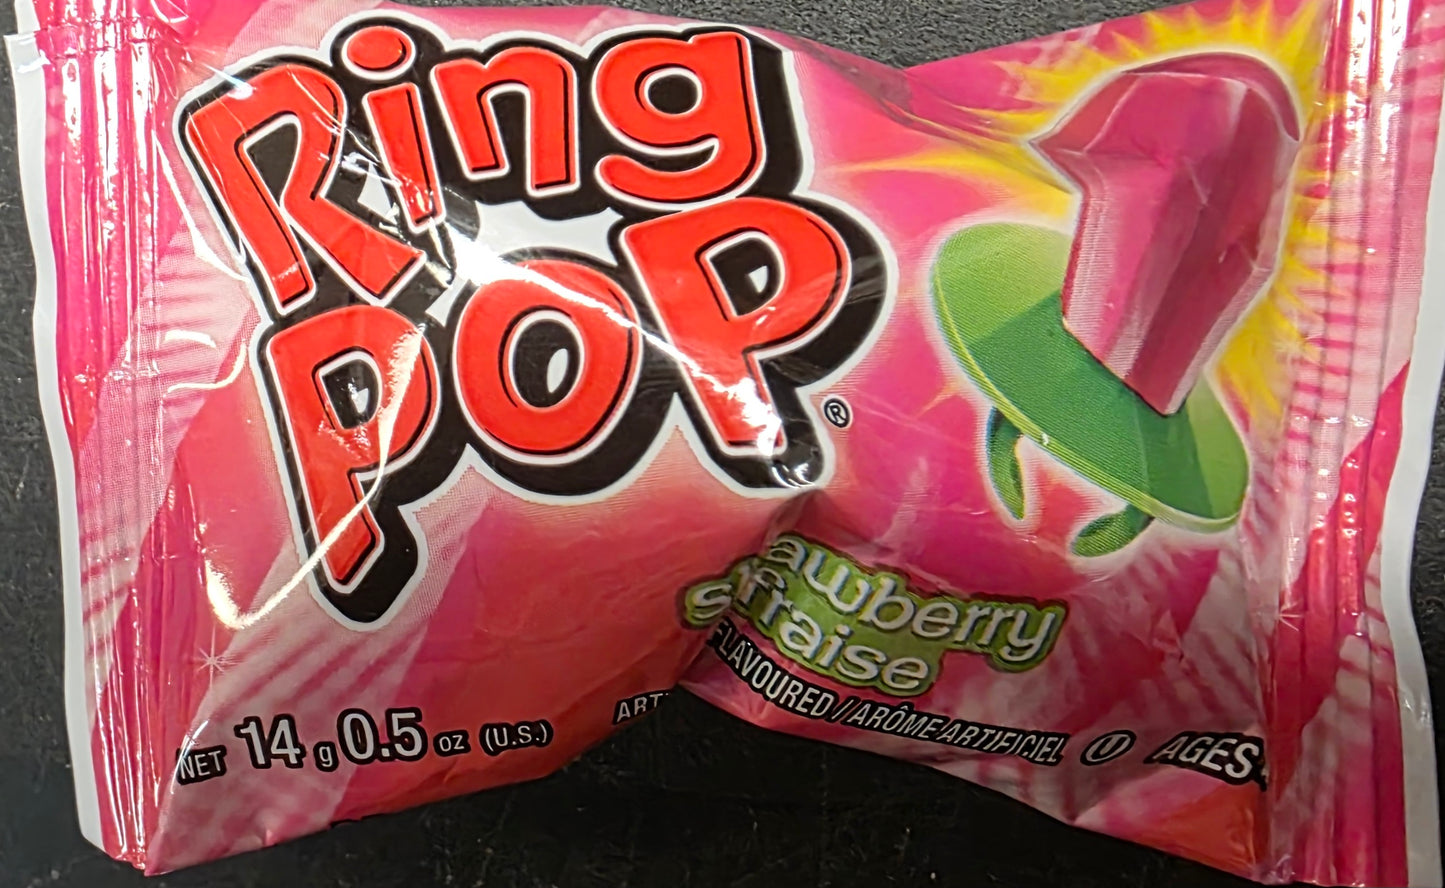 Ring
POP®
awberry
fraise
NET 14 g 0.5 oz (U.S.)
FLAVOURED / ARÔME ARTIFICIEL U AGES